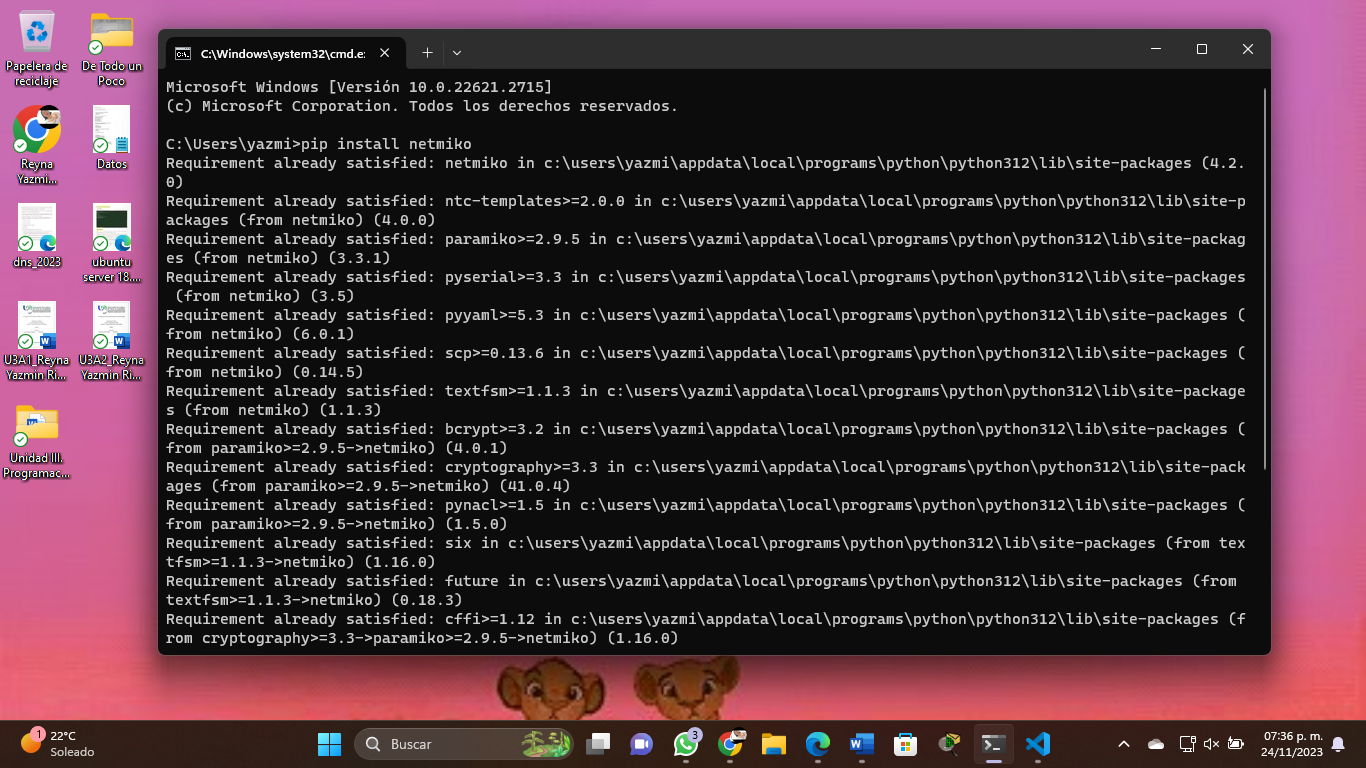 Papelera de
reciclaje
De Todo un
Poco
Reyna
Yazmi...
Datos
dns_2023
ubuntu
server 18....
U3A1_Reyna
Yazmin Ri...
U3A2_Reyna
Yazmin Ri...
Unidad III.
Programac...
C:\Windows\system32\cmd.e:
Microsoft Windows [Versión 10.0.22621.2715]
(c) Microsoft Corporation. Todos los derechos reservados.
C:\Users\yazmi>pip install netmiko
Requirement already satisfied: netmiko in c:\users\yazmi\appdata\local\programs\python\python312\lib\site-packages (4.2.
0)
Requirement already satisfied: ntc-templates>=2.0.0 in c:\users\yazmi\appdata\local\programs\python\python312\lib\site-p
ackages (from netmiko) (4.0.0)
Requirement already satisfied: paramiko>=2.9.5 in c:\users\yazmi\appdata\local\programs\python\python312\lib\site-packag
es (from netmiko) (3.3.1)
Requirement already satisfied: pyserial>=3.3 in c:\users\yazmi\appdata\local\programs\python\python312\lib\site-packages
(from netmiko) (3.5)
Requirement already satisfied: pyyaml>=5.3 in c:\users\yazmi\appdata\local\programs\python\python312\lib\site-packages (
from netmiko) (6.0.1)
Requirement already satisfied: scp>=0.13.6 in c:\users\yazmi\appdata\local\programs\python\python312\lib\site-packages (
from netmiko) (0.14.5)
Requirement already satisfied: textfsm>=1.1.3 in c:\users\yazmi\appdata\local\programs\python\python312\lib\site-package
s (from netmiko) (1.1.3)
Requirement already satisfied: bcrypt>=3.2 in c:\users\yazmi\appdata\local\programs\python\python312\lib\site-packages (
from paramiko>=2.9.5->netmiko) (4.0.1)
Requirement already satisfied: cryptography>=3.3 in c:\users\yazmi\appdata\local\programs\python\python312\lib\site-pack
ages (from paramiko>=2.9.5->netmiko) (41.0.4)
Requirement already satisfied: pynacl>=1.5 in c:\users\yazmi\appdata\local\programs\python\python312\lib\site-packages (
from paramiko>=2.9.5->netmiko) (1.5.0)
Requirement already satisfied: six in c:\users\yazmi\appdata\local\programs\python\python312\lib\site-packages (from tex
tfsm>=1.1.3->netmiko) (1.16.0)
Requirement already satisfied: future in c:\users\yazmi\appdata\local\programs\python\python312\lib\site-packages (from
textfsm>=1.1.3->netmiko) (0.18.3)
Requirement already satisfied: cffi>=1.12 in c:\users\yazmi\appdata\local\programs\python\python312\lib\site-packages (f
rom cryptography>=3.3->paramiko>=2.9.5->netmiko) (1.16.0)
1
22°C
Soleado
Buscar
3
07:36 p. m.
24/11/2023